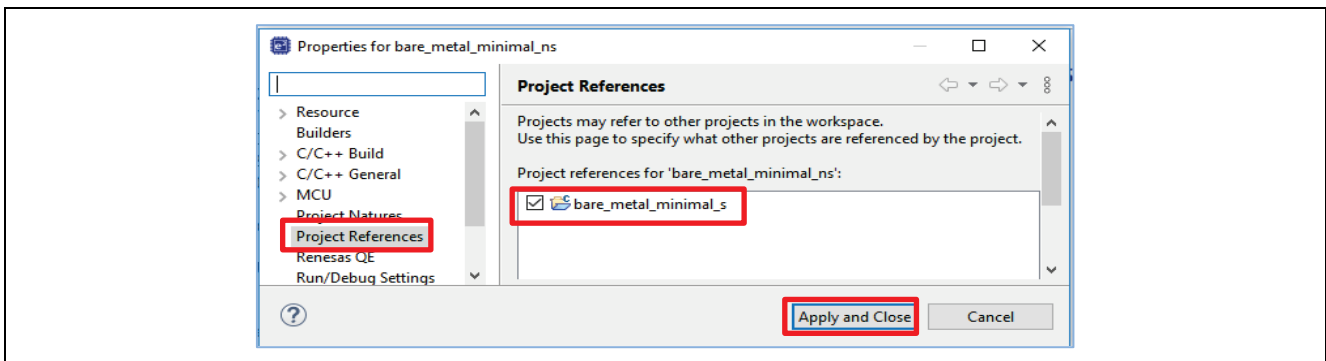 Properties for bare_metal_minimal_ns
Project References
Resource
Builders
C/C++ Build
C/C++ General
MCU
Project Natures
Project References
Renesas QE
Run/Debug Settings
Projects may refer to other projects in the workspace.
Use this page to specify what other projects are referenced by the project.
Project references for 'bare_metal_minimal_ns':
bare_metal_minimal_s
Apply and Close
Cancel